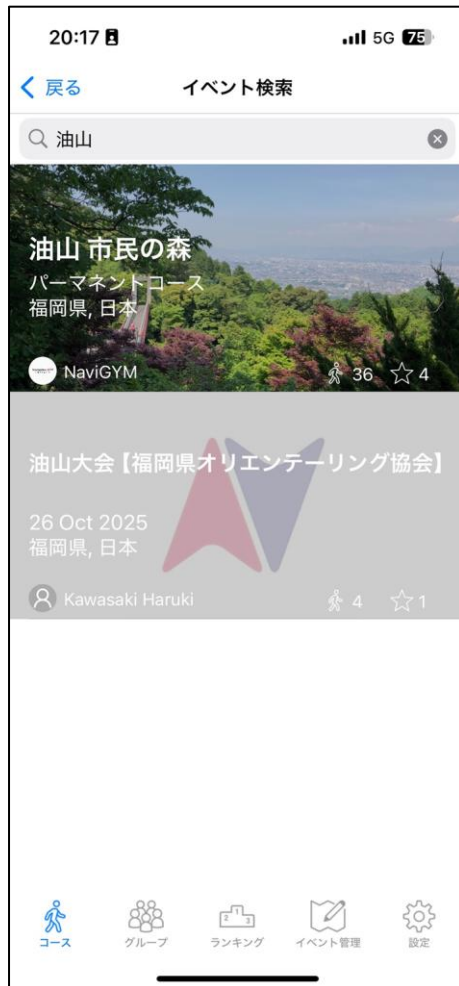 20:17
5G
75
戻る
イベント検索
油山
油山 市民の森
パーマネントコース
福岡県, 日本
NaviGYM
36
4
油山大会【福岡県オリエンテーリング協会】
26 Oct 2025
福岡県, 日本
Kawasaki Haruki
4
1
コース
グループ
ランキング
イベント管理
設定